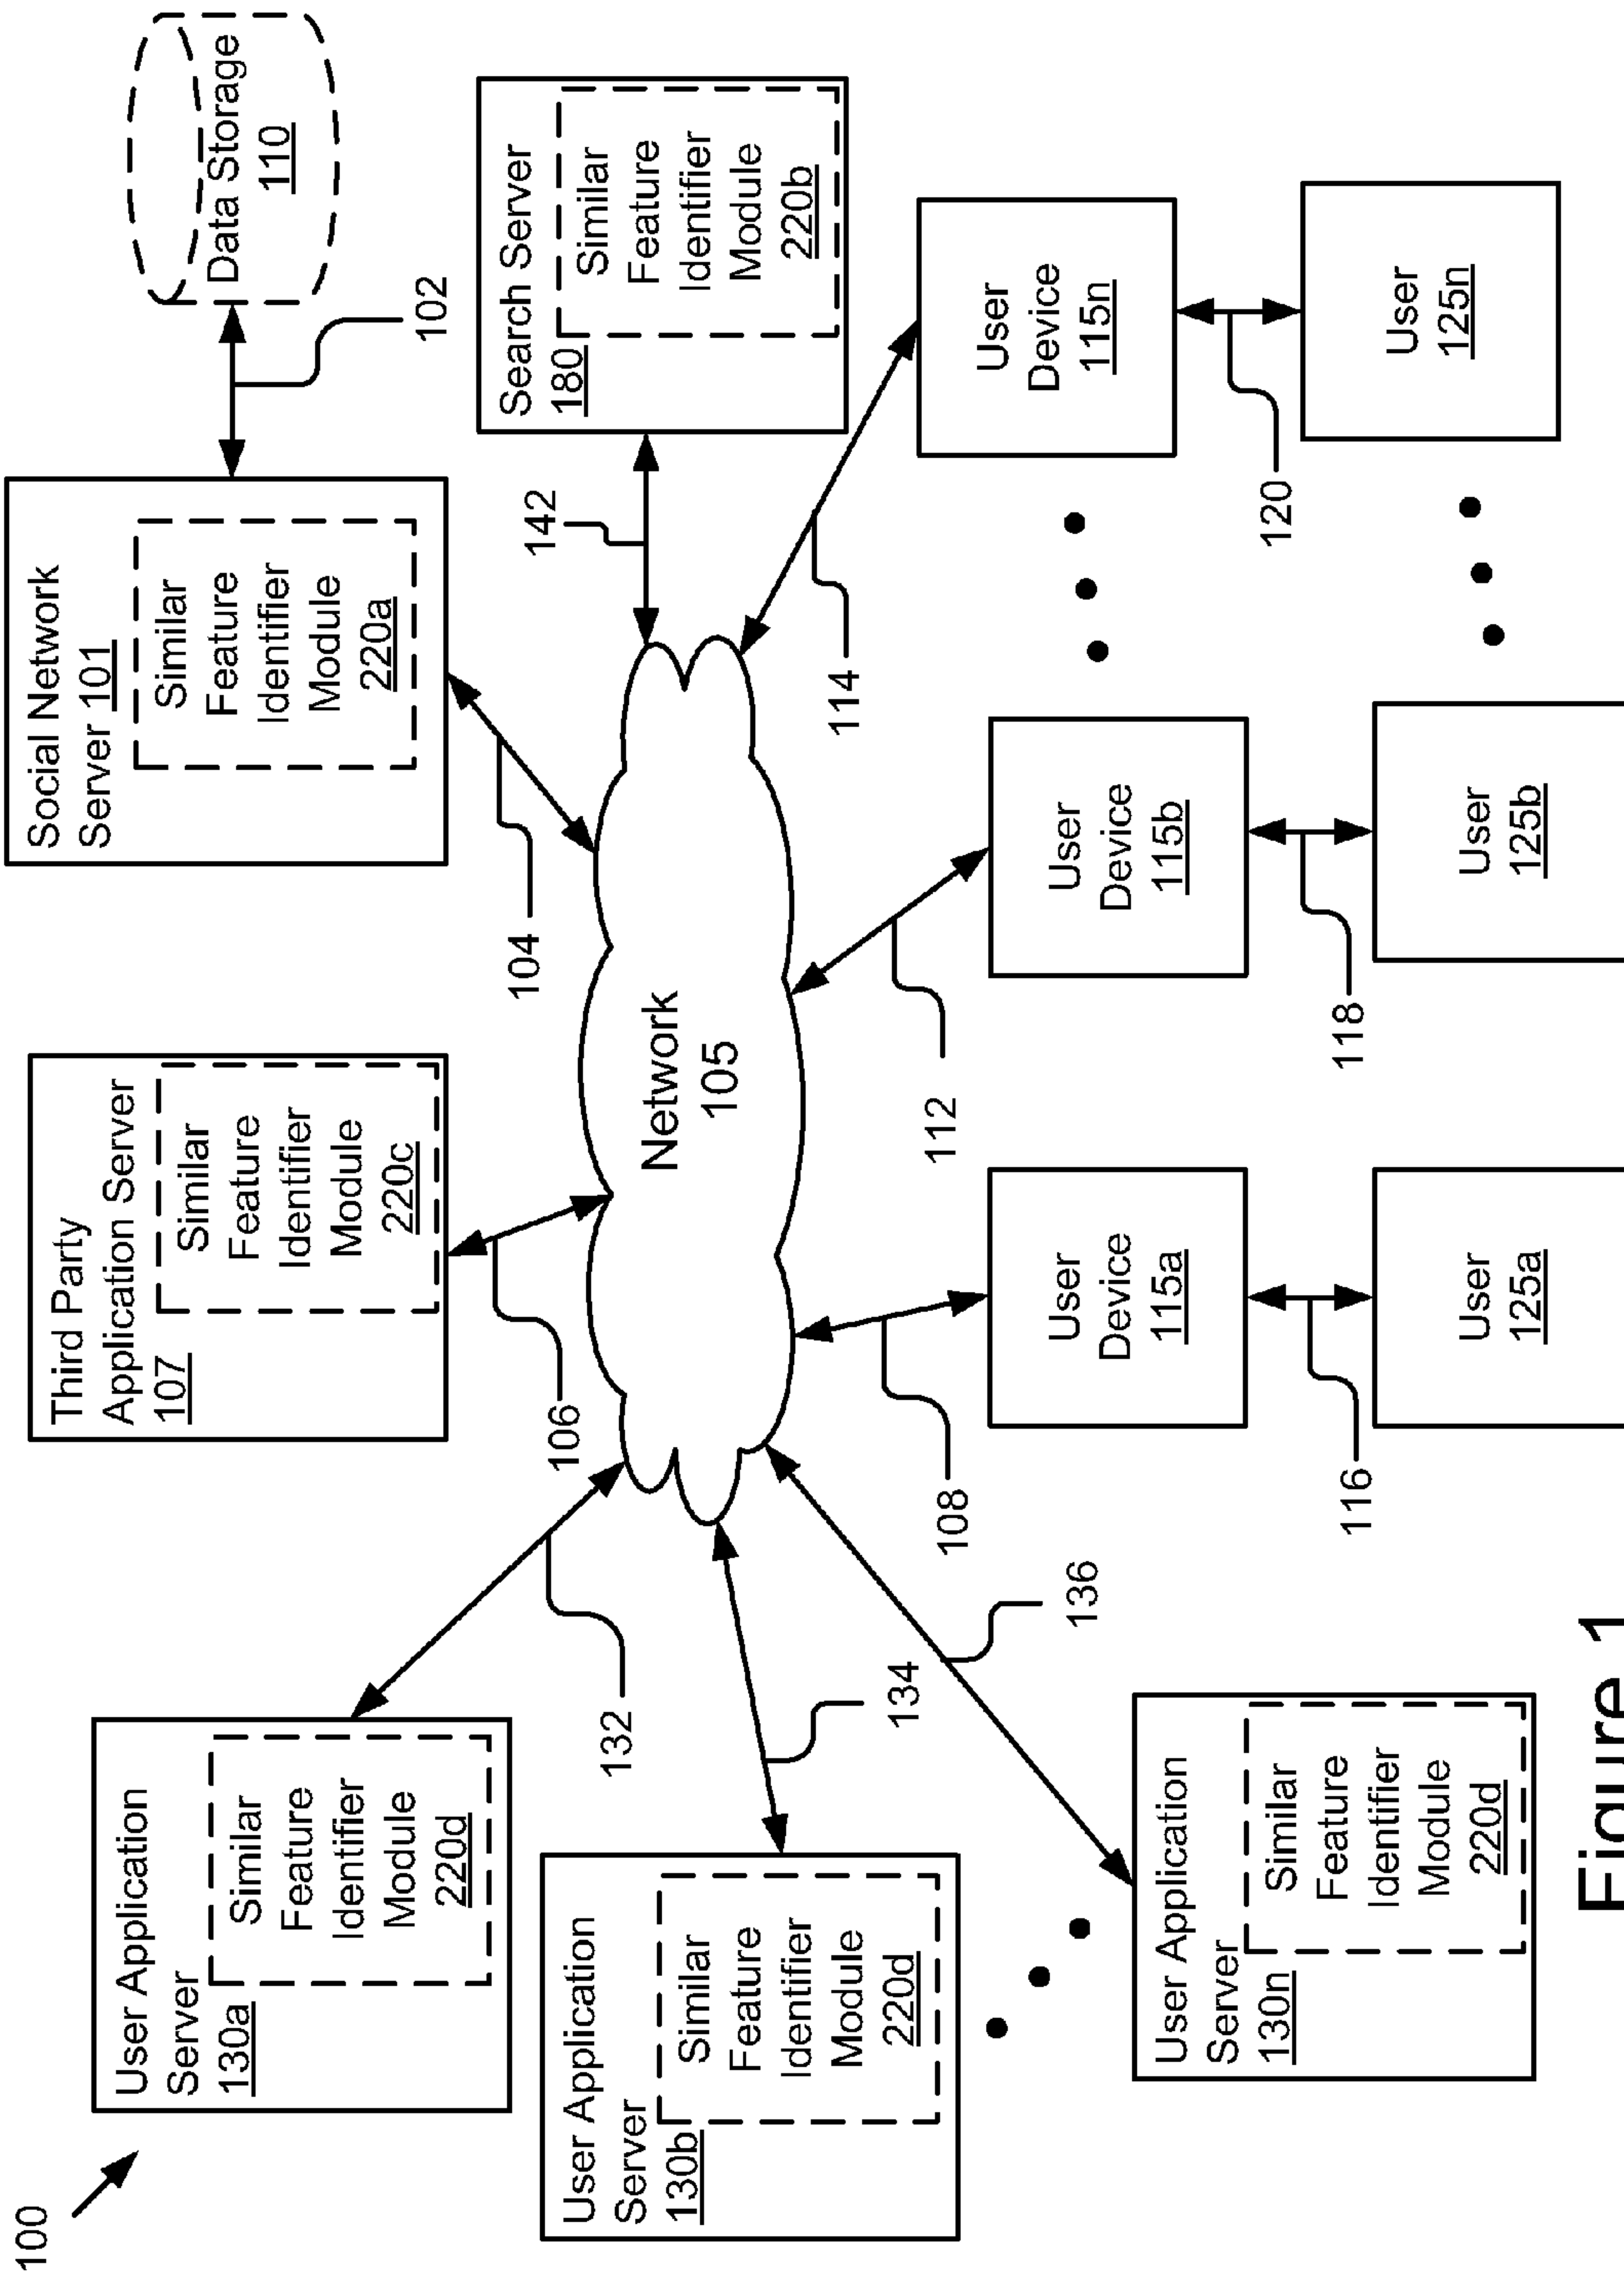 100
User Application
Server
130a
Similar
Feature
Identifier
Module
220d
132
User Application
Server
130b
Similar
Feature
Identifier
Module
220d
134
User Application
Server
130n
Similar
Feature
Identifier
Module
220d
136
Third Party
Application Server
107
Similar
Feature
Identifier
Module
220c
106
Social Network
Server 101
Similar
Feature
Identifier
Module
220a
104
102
Data Storage
110
Search Server
180
Similar
Feature
Identifier
Module
220b
142
Network
105
108
112
114
User
Device
115a
User
Device
115b
User
Device
115n
116
118
120
User
125a
User
125b
User
125n
Figure 1